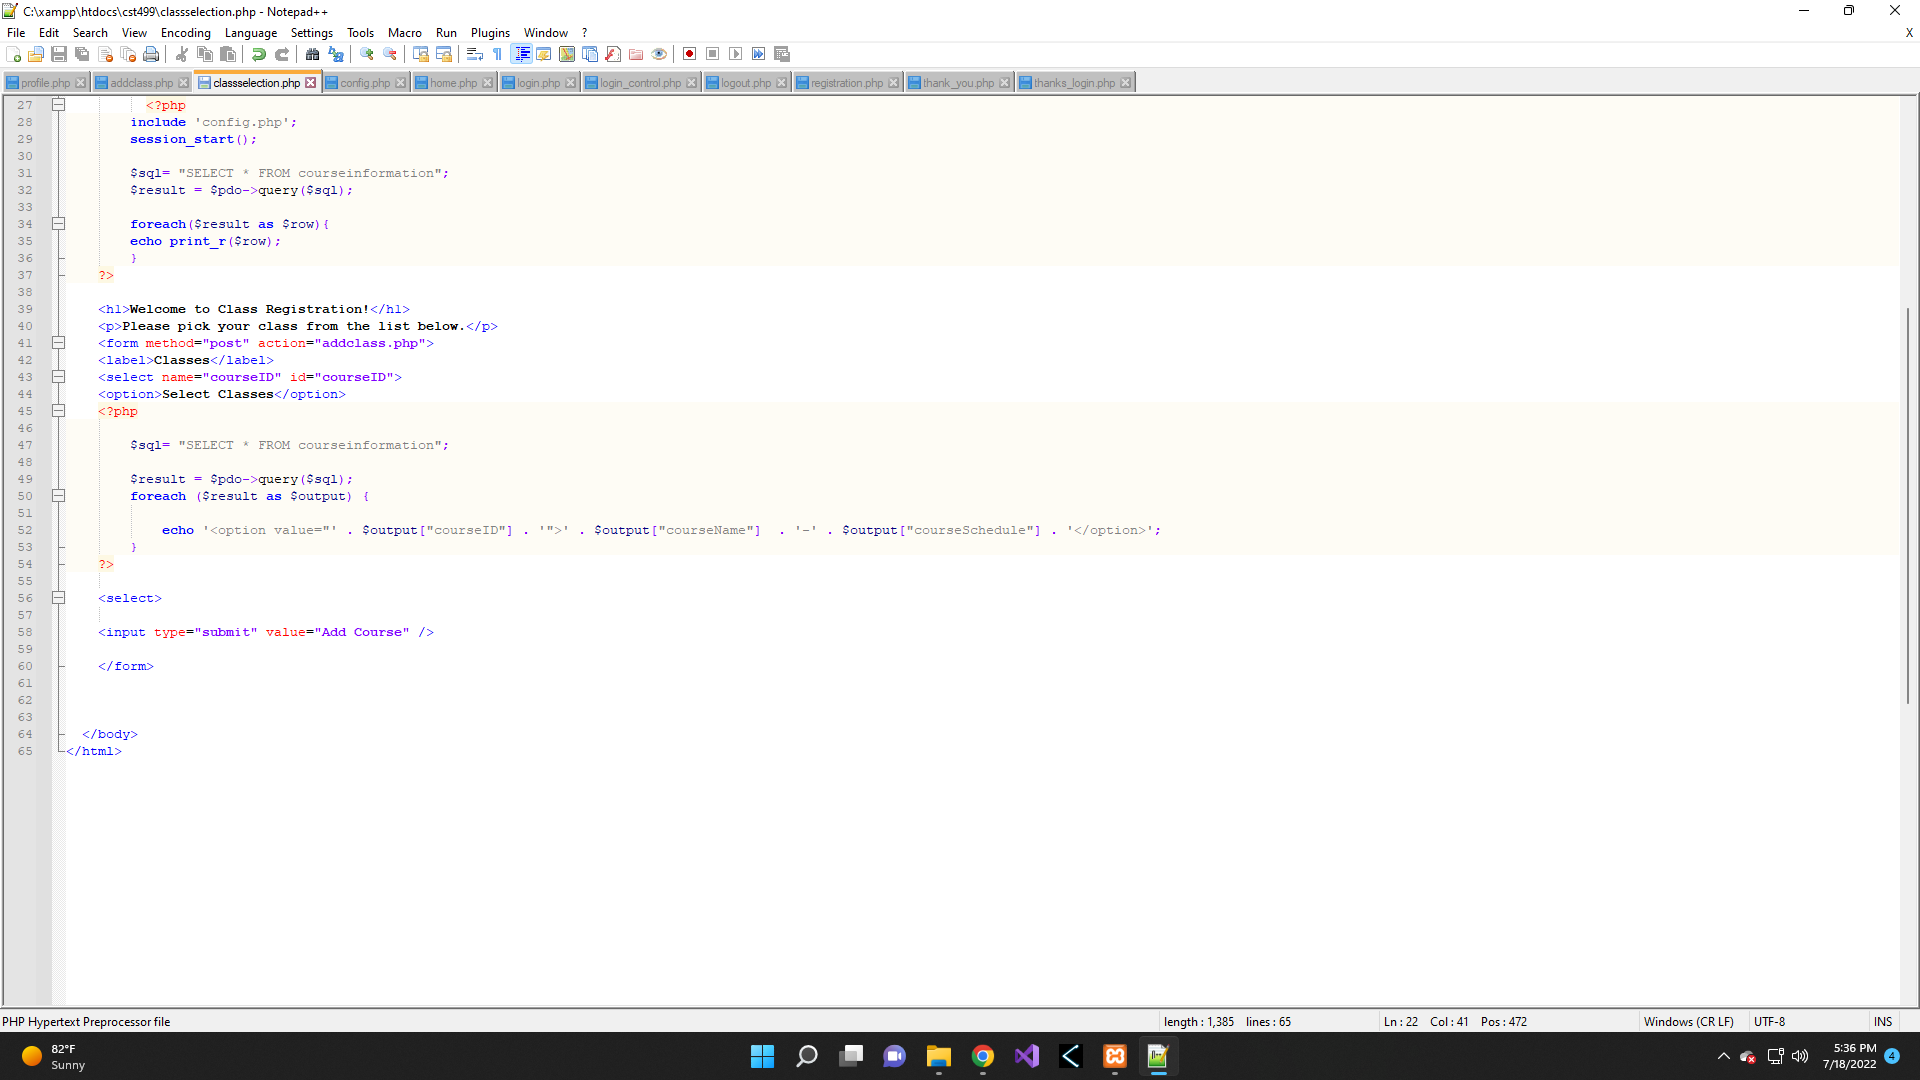 C:\xampp\htdocs\cst499\classselection.php - Notepad++
File Edit Search View Encoding Language Settings Tools Macro Run Plugins Window ? X
profile.php addclass.php classselection.php config.php home.php login.php login_control.php logout.php registration.php thank_you.php thanks_login.php
27 <?php
28 include 'config.php';
29 session_start();
30
31 $sql= "SELECT * FROM courseinformation";
32 $result = $pdo->query($sql);
33
34 foreach($result as $row){
35 echo print_r($row);
36 }
37 ?>
38
39 <h1>Welcome to Class Registration!</h1>
40 <p>Please pick your class from the list below.</p>
41 <form method="post" action="addclass.php">
42 <label>Classes</label>
43 <select name="courseID" id="courseID">
44 <option>Select Classes</option>
45 <?php
46
47 $sql= "SELECT * FROM courseinformation";
48
49 $result = $pdo->query($sql);
50 foreach ($result as $output) {
51
52 echo '<option value="' . $output["courseID"] . '">' . $output["courseName"]  . '-' . $output["courseSchedule"] . '</option>';
53 }
54 ?>
55
56 <select>
57
58 <input type="submit" value="Add Course" />
59
60 </form>
61
62
63
64 </body>
65 </html>
PHP Hypertext Preprocessor file length : 1,385 lines : 65 Ln : 22 Col : 41 Pos : 472 Windows (CR LF) UTF-8 INS
82°F
Sunny
5:36 PM
7/18/2022
4